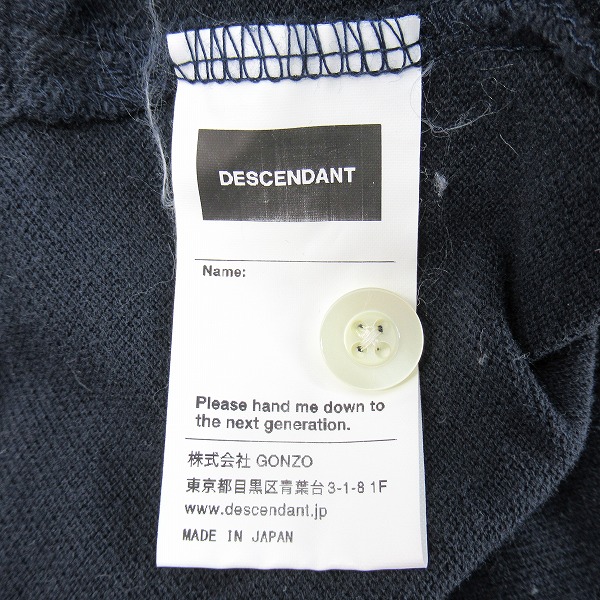 DESCENDANT
Name:
Please hand me down to
the next generation.
株式会社 GONZO
東京都目黒区青葉台3-1-8 1F
www.descendant.jp
MADE IN JAPAN